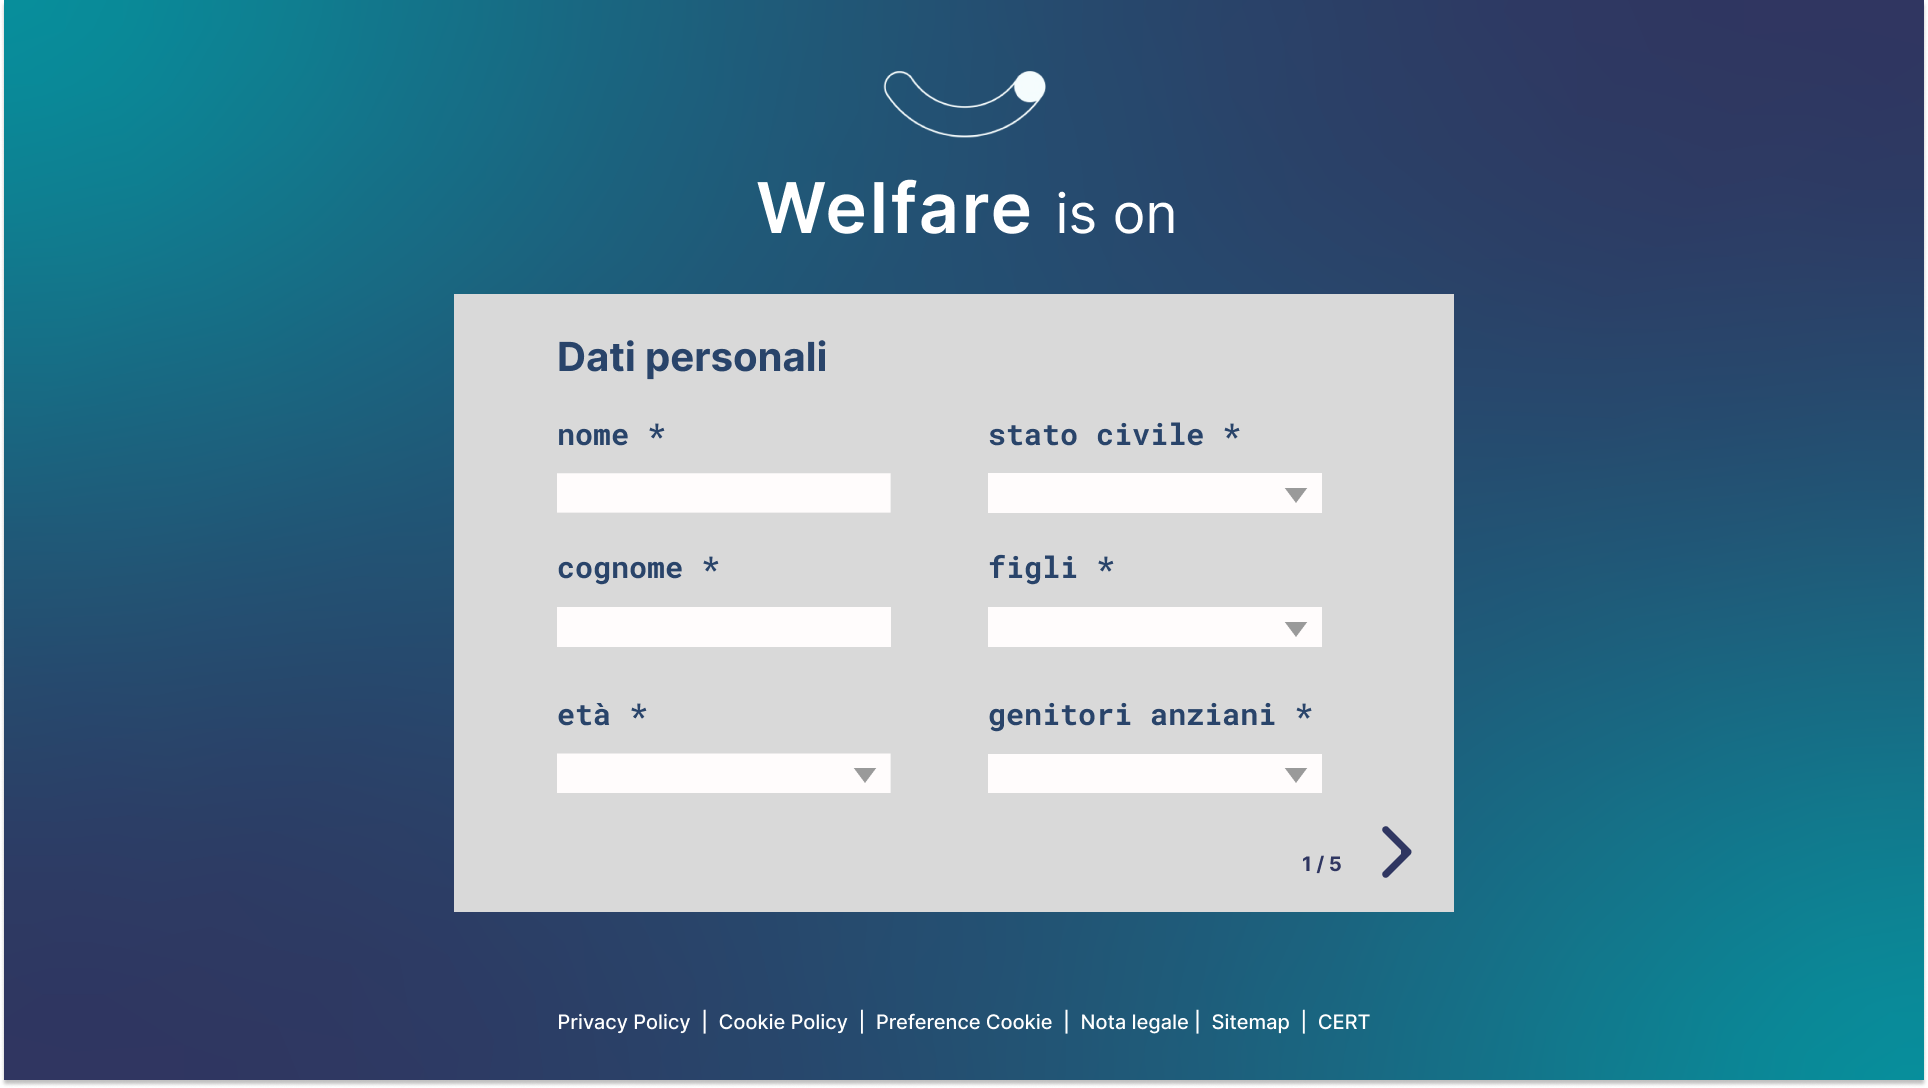 Welfare is on
Dati personali
nome *
stato civile *
cognome *
figli *
età *
genitori anziani *
1 / 5
Privacy Policy | Cookie Policy | Preference Cookie | Nota legale | Sitemap | CERT